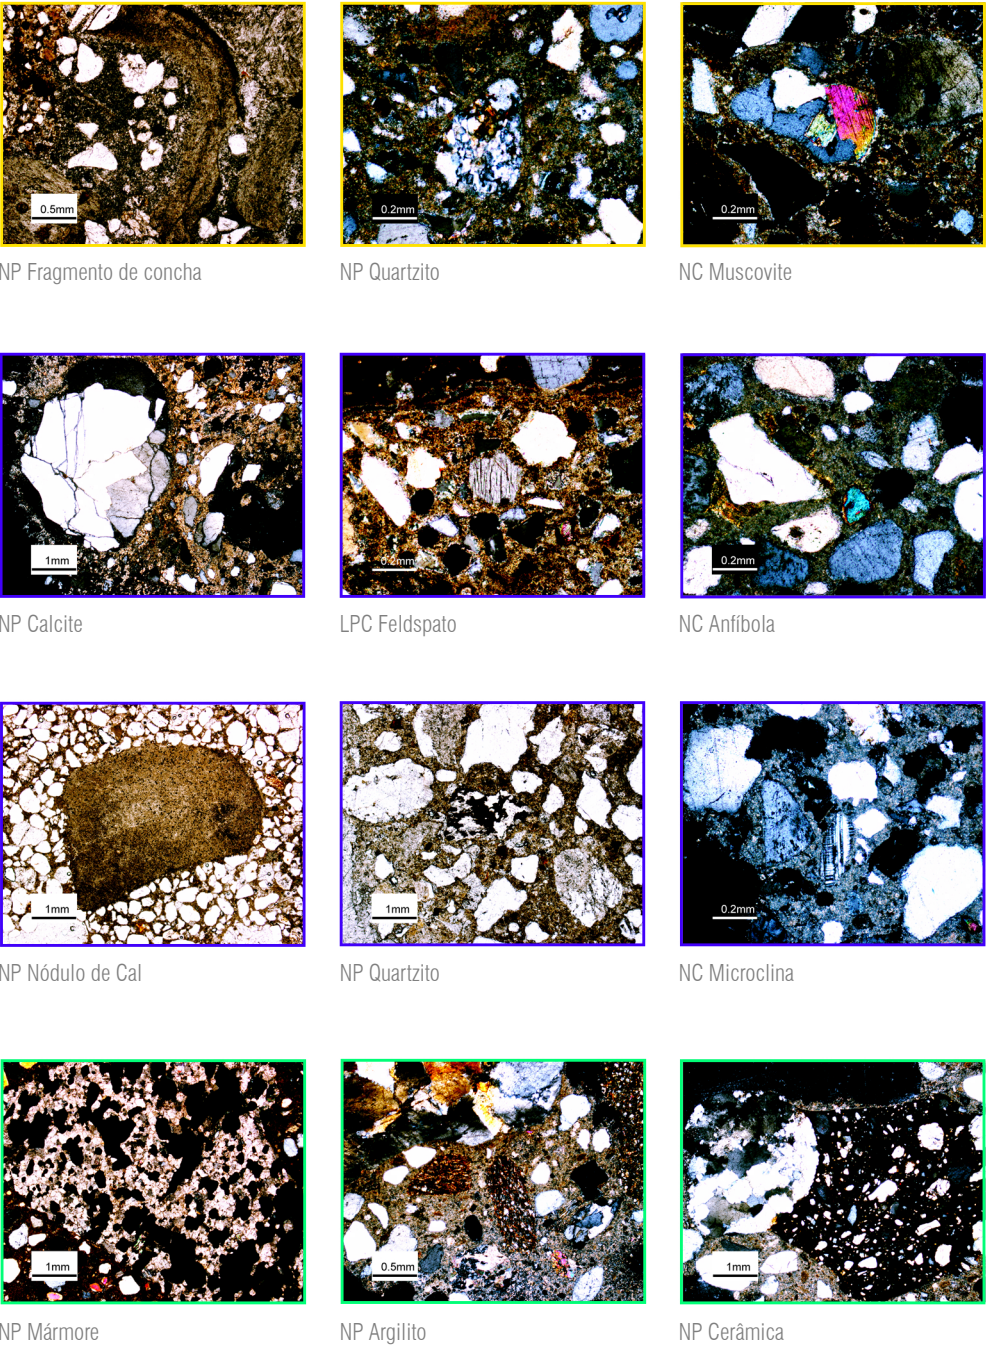 0.5mm
0.2mm
0.2mm
NP Fragmento de concha
NP Quartzito
NC Muscovite
1mm
0.2mm
0.2mm
NP Calcite
LPC Feldspato
NC Anfíbola
1mm
c
1mm
0.2mm
NP Nódulo de Cal
NP Quartzito
NC Microclina
1mm
0.5mm
1mm
NP Mármore
NP Argilito
NP Cerâmica